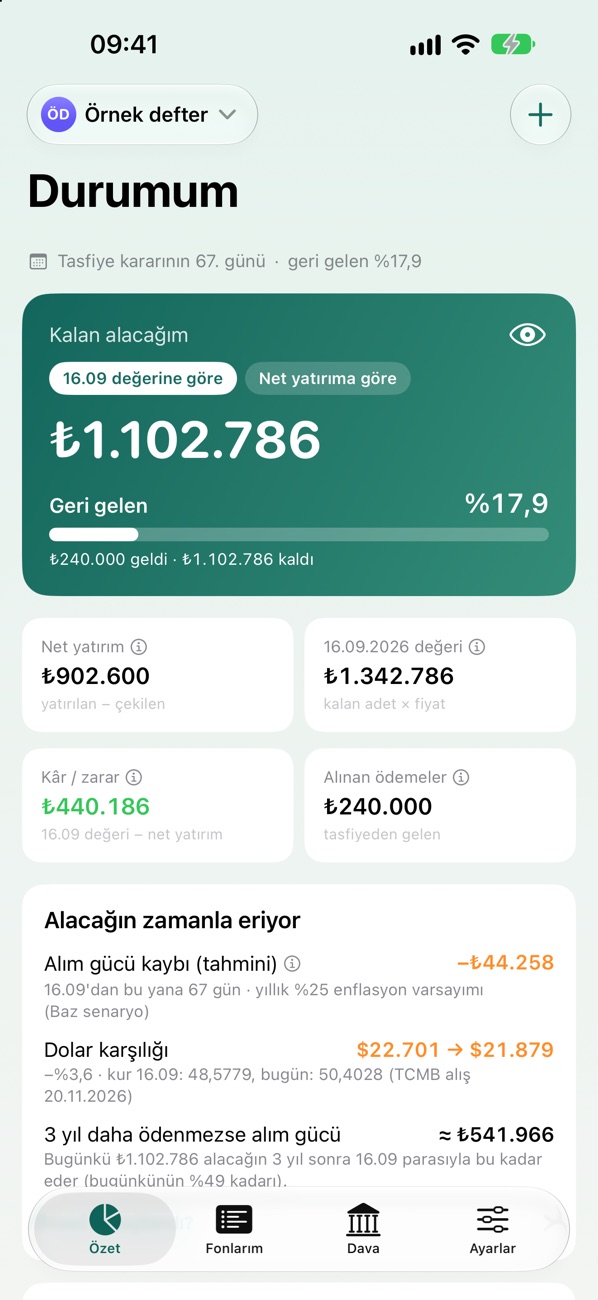 09:41
ÖD Örnek defter
Durumum
Tasfiye kararının 67. günü · geri gelen %17,9
Kalan alacağım
16.09 değerine göre
Net yatırıma göre
₺1.102.786
Geri gelen
%17,9
₺240.000 geldi · ₺1.102.786 kaldı
Net yatırım
₺902.600
yatırılan – çekilen
16.09.2026 değeri
₺1.342.786
kalan adet × fiyat
Kâr / zarar
₺440.186
16.09 değeri – net yatırım
Alınan ödemeler
₺240.000
tasfiyeden gelen
Alacağın zamanla eriyor
Alım gücü kaybı (tahmini)
–₺44.258
16.09'dan bu yana 67 gün · yıllık %25 enflasyon varsayımı
(Baz senaryo)
Dolar karşılığı
$22.701 → $21.879
–%3,6 · kur 16.09: 48,5779, bugün: 50,4028 (TCMB alış
20.11.2026)
3 yıl daha ödenmezse alım gücü
≈ ₺541.966
Bugünkü ₺1.102.786 alacağın 3 yıl sonra 16.09 parasıyla bu kadar
eder (bugünkünün %49 kadarı).
Özet
Fonlarım
Dava
Ayarlar